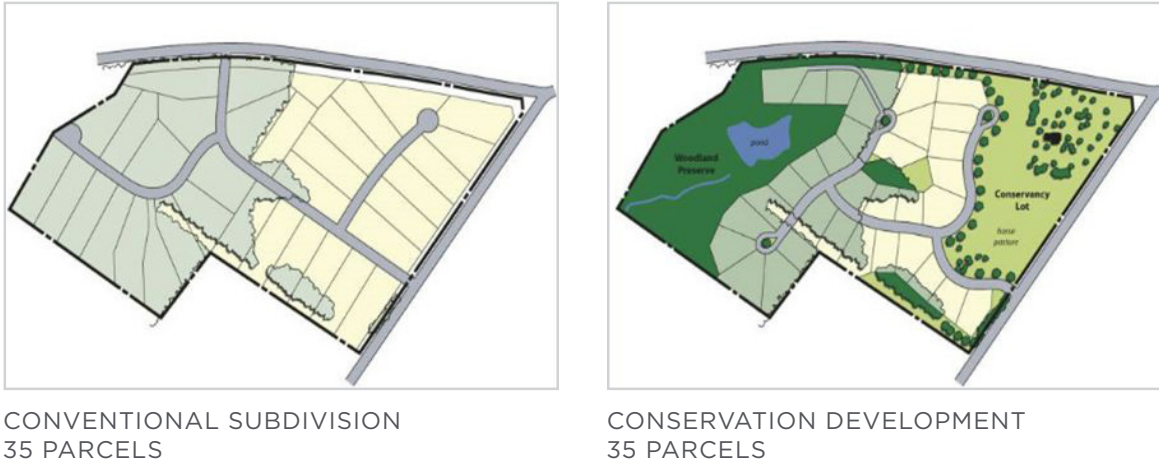 pond
Woodland
Preserve
Conservancy
Lot
horse
pasture
CONVENTIONAL SUBDIVISION
35 PARCELS
CONSERVATION DEVELOPMENT
35 PARCELS